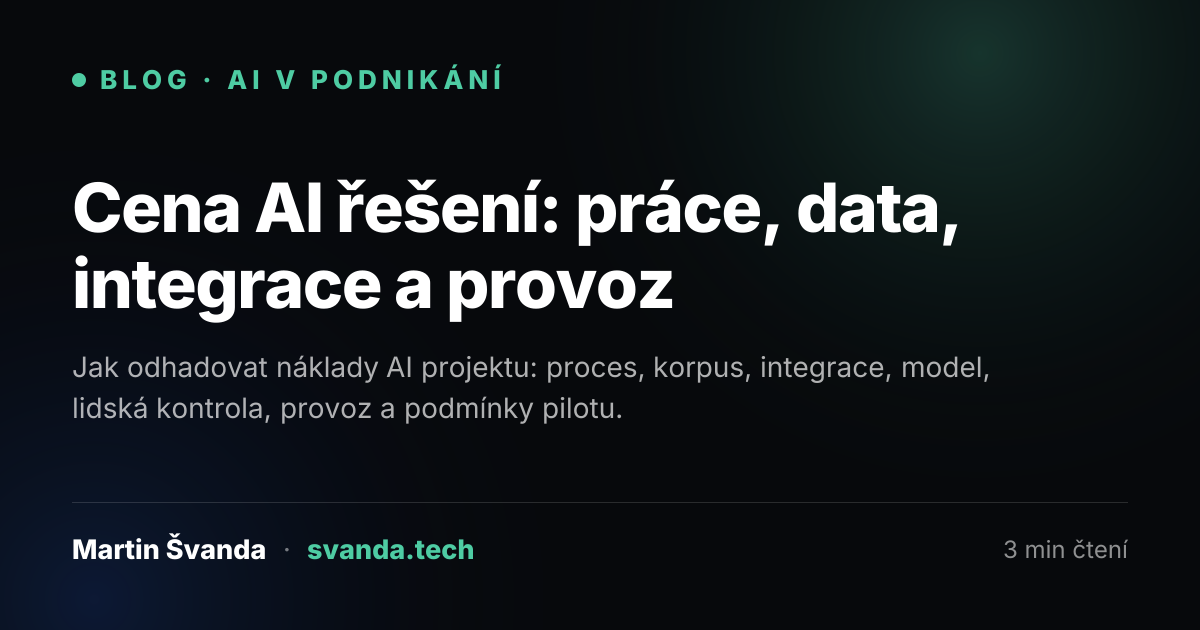 BLOG · AI V PODNIKÁNÍ
Cena AI řešení: práce, data,
integrace a provoz
Jak odhadovat náklady AI projektu: proces, korpus, integrace, model,
lidská kontrola, provoz a podmínky pilotu.
Martin Švanda · svanda.tech
3 min čtení